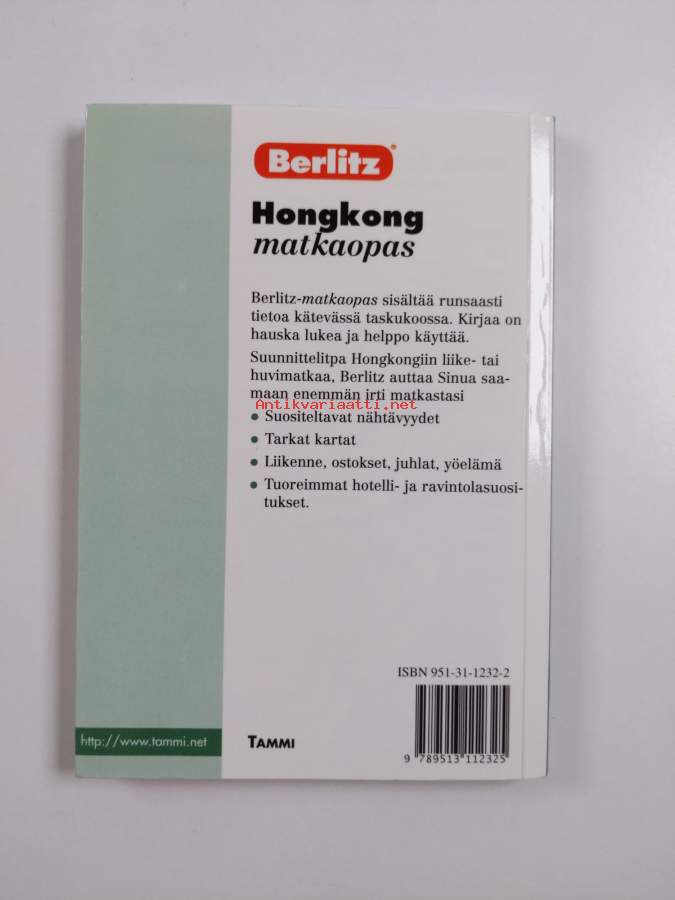 Berlitz®
Hongkong
matkaopas
Berlitz-matkaopas sisältää runsaasti
tietoa kätevässä taskukoossa. Kirjaa on
hauska lukea ja helppo käyttää.
Suunnittelitpa Hongkongiin liike- tai
huvimatkaa, Berlitz auttaa Sinua saa-
maan enemmän irti matkastasi
Antikvariaatti.net
• Suositeltavat nähtävyydet
• Tarkat kartat
• Liikenne, ostokset, juhlat, yöelämä
• Tuoreimmat hotelli- ja ravintolasuosi-
tukset.
ISBN 951-31-1232-2
http://www.tammi.net
TAMMI
9 789513 112325